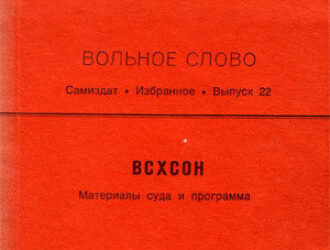 ВОЛЬНОЕ СЛОВО
Самиздат • Избранное • Выпуск 22
ВСХСОН
Материалы суда и программа